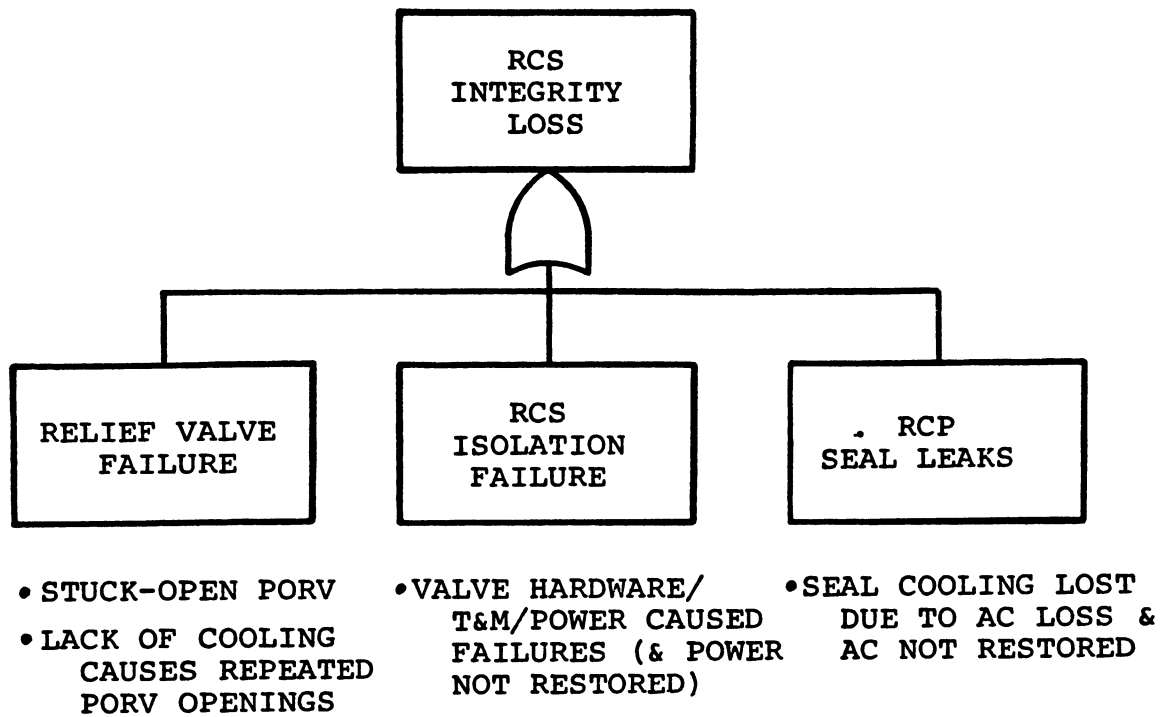 RCS
INTEGRITY
LOSS
RELIEF VALVE
FAILURE
RCS
ISOLATION
FAILURE
RCP
SEAL LEAKS
• STUCK-OPEN PORV
• LACK OF COOLING
CAUSES REPEATED
PORV OPENINGS
• VALVE HARDWARE/
T&M/POWER CAUSED
FAILURES (& POWER
NOT RESTORED)
• SEAL COOLING LOST
DUE TO AC LOSS &
AC NOT RESTORED